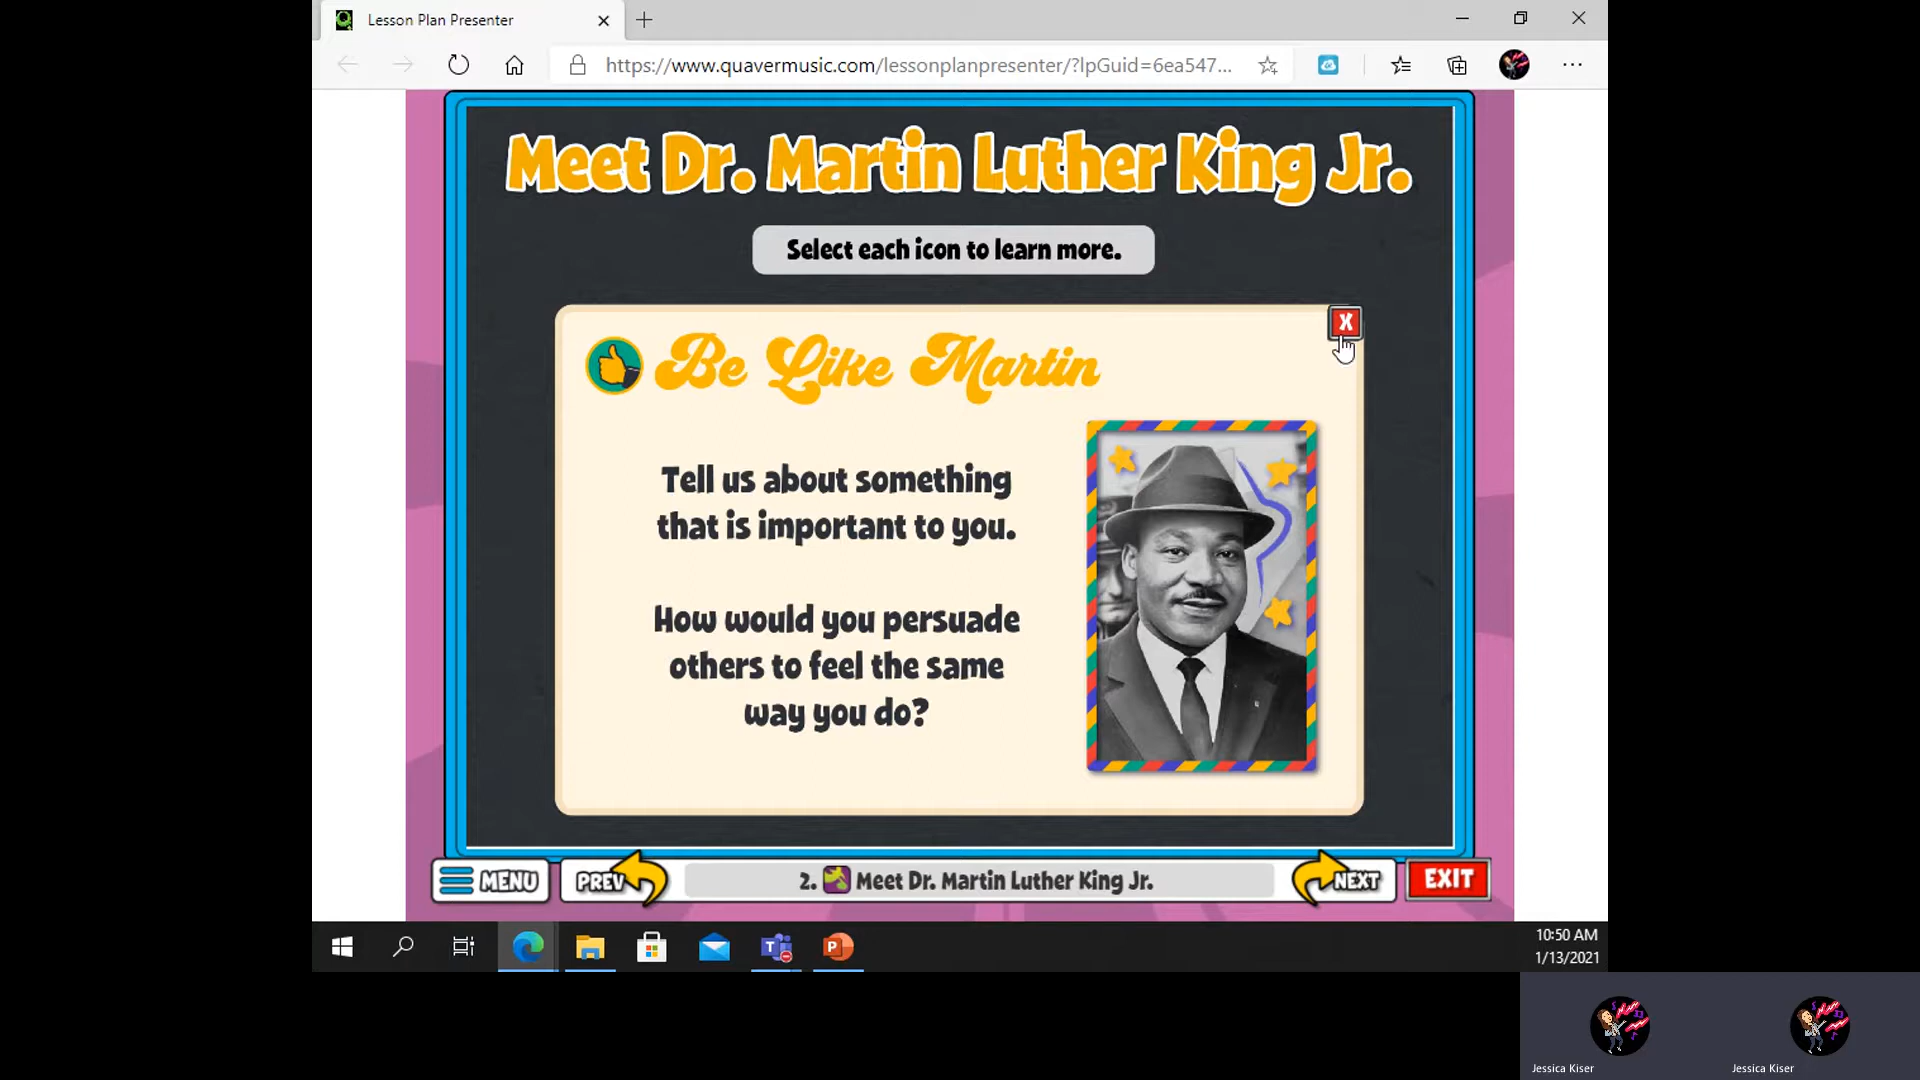 Lesson Plan Presenter
https://www.quavermusic.com/lessonplanpresenter/?lpGuid=6ea547...
Meet Dr. Martin Luther King Jr.
Select each icon to learn more.
X
Be Like Martin
Tell us about something
that is important to you.
How would you persuade
others to feel the same
way you do?
MENU
PREV
2. Meet Dr. Martin Luther King Jr.
NEXT
EXIT
10:50 AM
1/13/2021
Jessica Kiser
Jessica Kiser